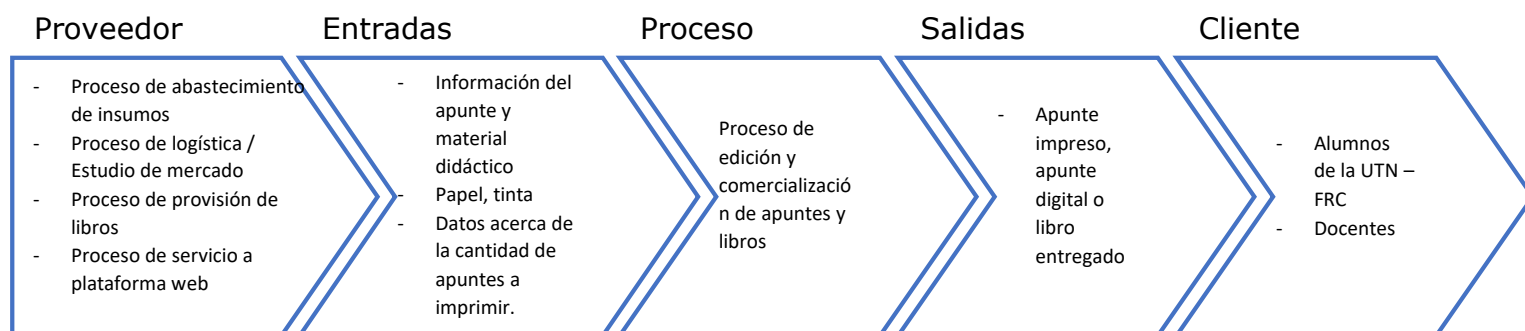 Proveedor
Entradas
Proceso
Salidas
Cliente
- Proceso de abastecimiento
de insumos
- Proceso de logística /
Estudio de mercado
- Proceso de provisión de
libros
- Proceso de servicio a
plataforma web
- Información del
apunte y
material
didáctico
- Papel, tinta
- Datos acerca de
la cantidad de
apuntes a
imprimir.
Proceso de
edición y
comercializació
n de apuntes y
libros
- Apunte
impreso,
apunte
digital o
libro
entregado
- Alumnos
de la UTN –
FRC
- Docentes